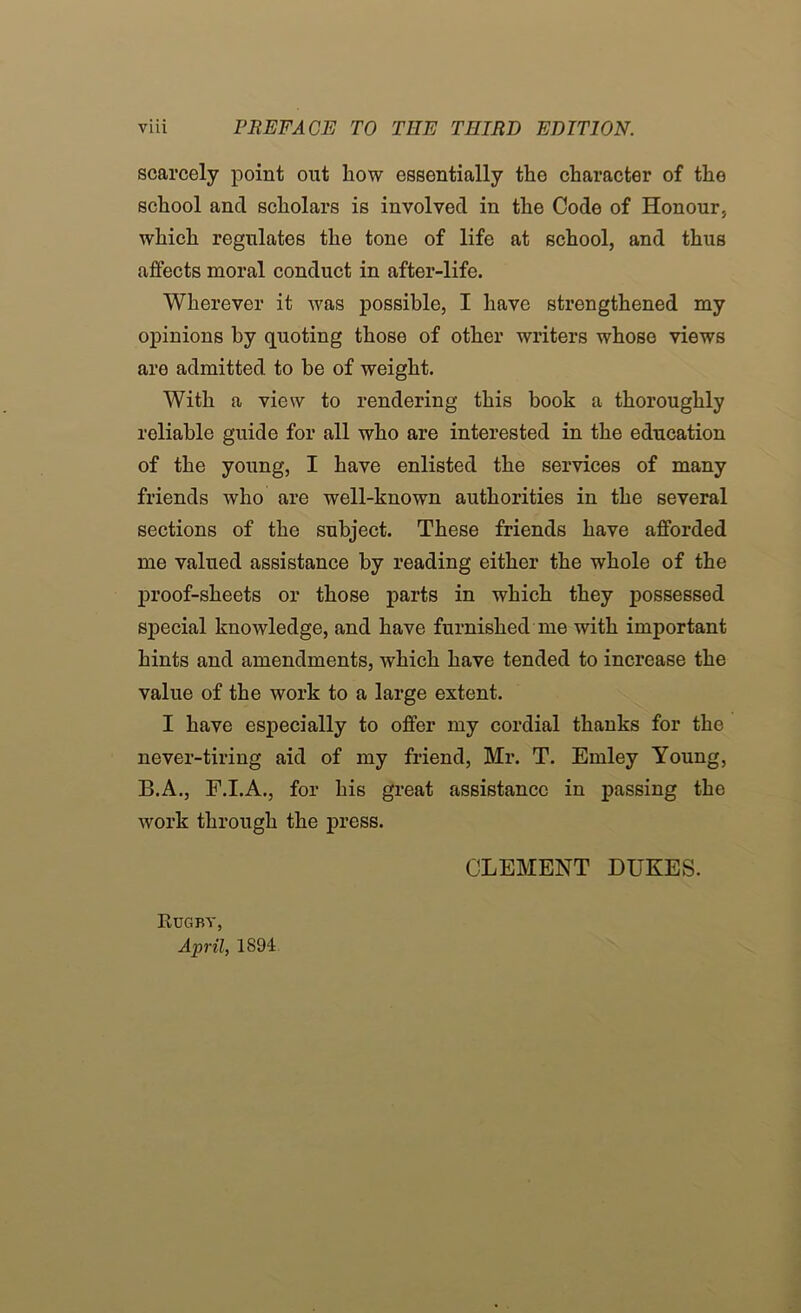 viii PREFACE TO THE THIRD EDITION.
scarcely point out how essentially the character of the
school and scholars is involved in the Code of Honour,
which regulates the tone of life at school, and thus
affects moral conduct in after-life.
Wherever it was possible, I have strengthened my
opinions by quoting those of other writers whose views
are admitted to be of weight.
With a view to rendering this book a thoroughly
reliable guide for all who are interested in the education
of the young, I have enlisted the services of many
friends who are well-known authorities in the several
sections of the subject. These friends have afforded
me valued assistance by reading either the whole of the
proof-sheets or those parts in which they possessed
special knowledge, and have furnished me with important
hints and amendments, which have tended to increase the
value of the work to a large extent.
I have especially to offer my cordial thanks for the
never-tiring aid of my friend, Mr. T. Emley Young,
B.A., F.I.A., for his great assistance in passing the
work through the press.
CLEMENT DUKES.
Rugby,
April, 1894